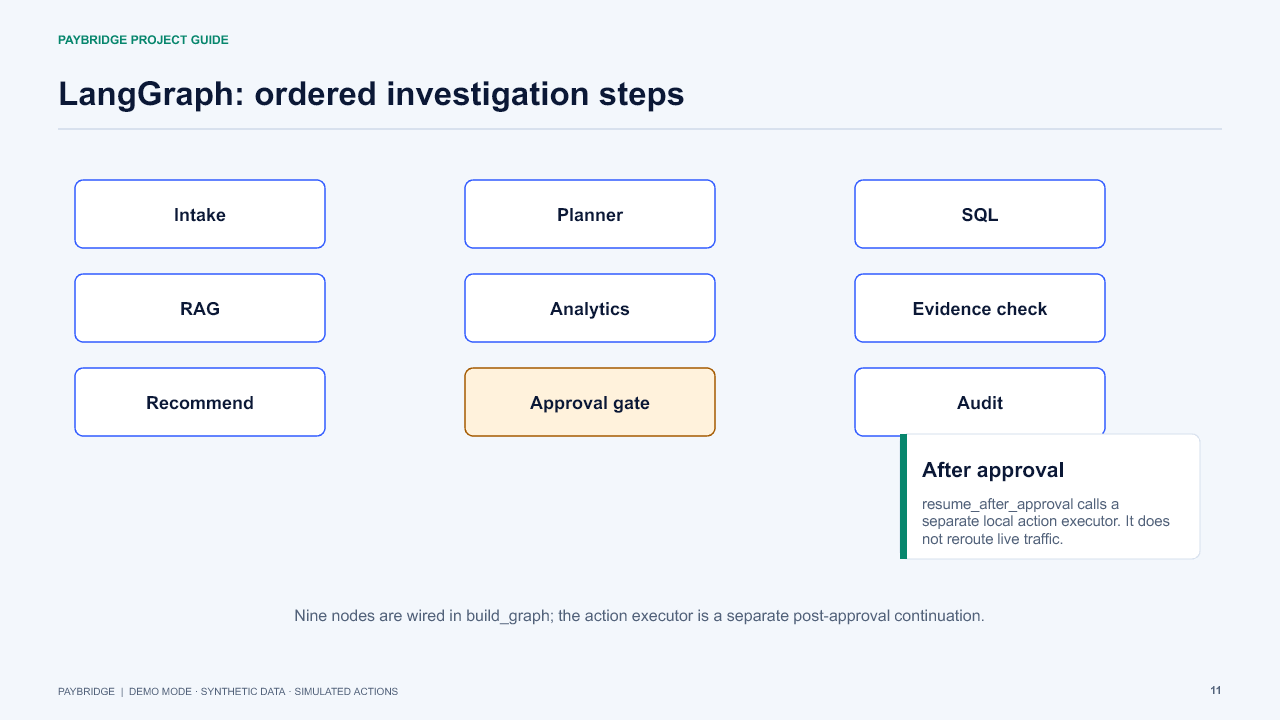 PAYBRIDGE PROJECT GUIDE
LangGraph: ordered investigation steps
Intake
Planner
SQL
RAG
Analytics
Evidence check
Recommend
Approval gate
Audit
After approval
resume_after_approval calls a
separate local action executor. It does
not reroute live traffic.
Nine nodes are wired in build_graph; the action executor is a separate post-approval continuation.
PAYBRIDGE | DEMO MODE · SYNTHETIC DATA · SIMULATED ACTIONS
11